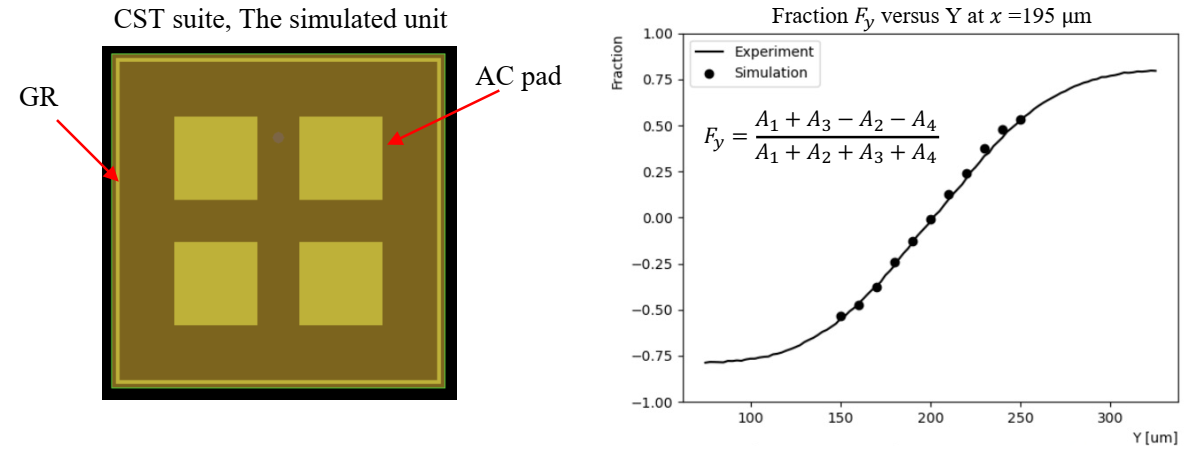 CST suite, The simulated unit
GR
AC pad
Fraction F_y versus Y at x =195 μm
Fraction
1.00
0.75
0.50
0.25
0.00
−0.25
−0.50
−0.75
−1.00
Experiment
Simulation
F_y = (A_1 + A_3 − A_2 − A_4) / (A_1 + A_2 + A_3 + A_4)
100 150 200 250 300
Y [um]